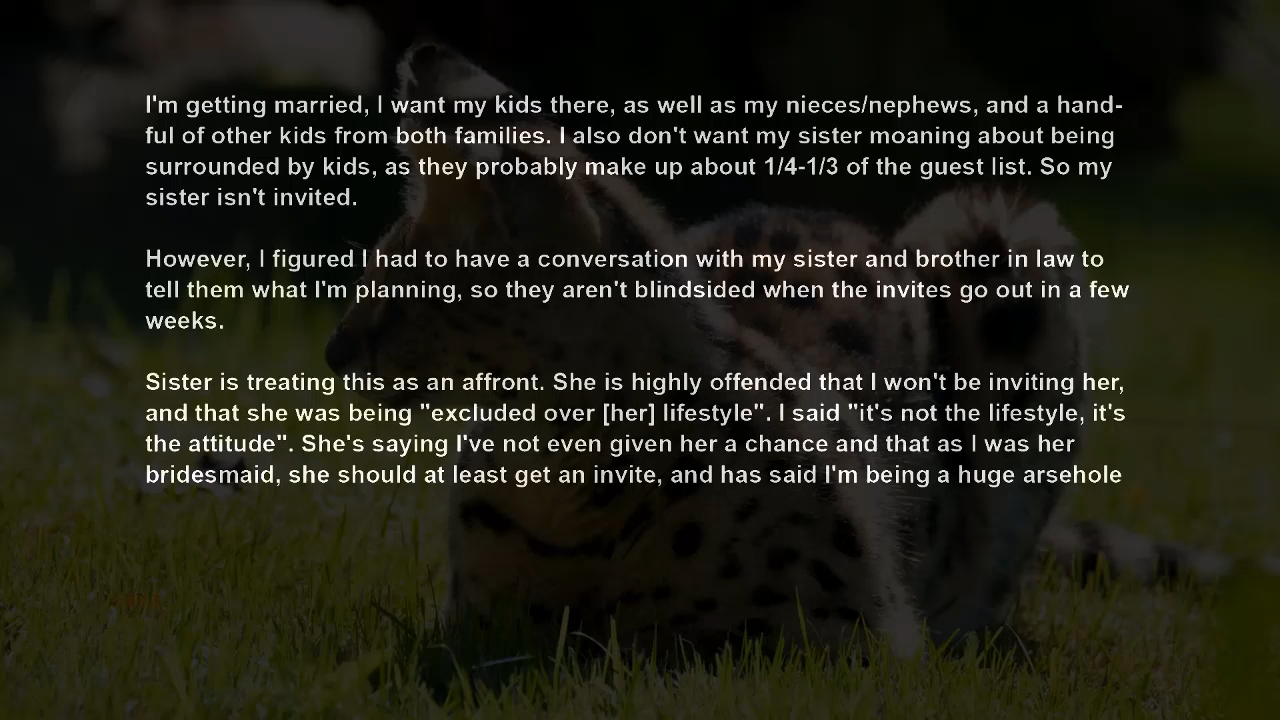 I'm getting married, I want my kids there, as well as my nieces/nephews, and a hand-
ful of other kids from both families. I also don't want my sister moaning about being
surrounded by kids, as they probably make up about 1/4-1/3 of the guest list. So my
sister isn't invited.
However, I figured I had to have a conversation with my sister and brother in law to
tell them what I'm planning, so they aren't blindsided when the invites go out in a few
weeks.
Sister is treating this as an affront. She is highly offended that I won't be inviting her,
and that she was being "excluded over [her] lifestyle". I said "it's not the lifestyle, it's
the attitude". She's saying I've not even given her a chance and that as I was her
bridesmaid, she should at least get an invite, and has said I'm being a huge arsehole